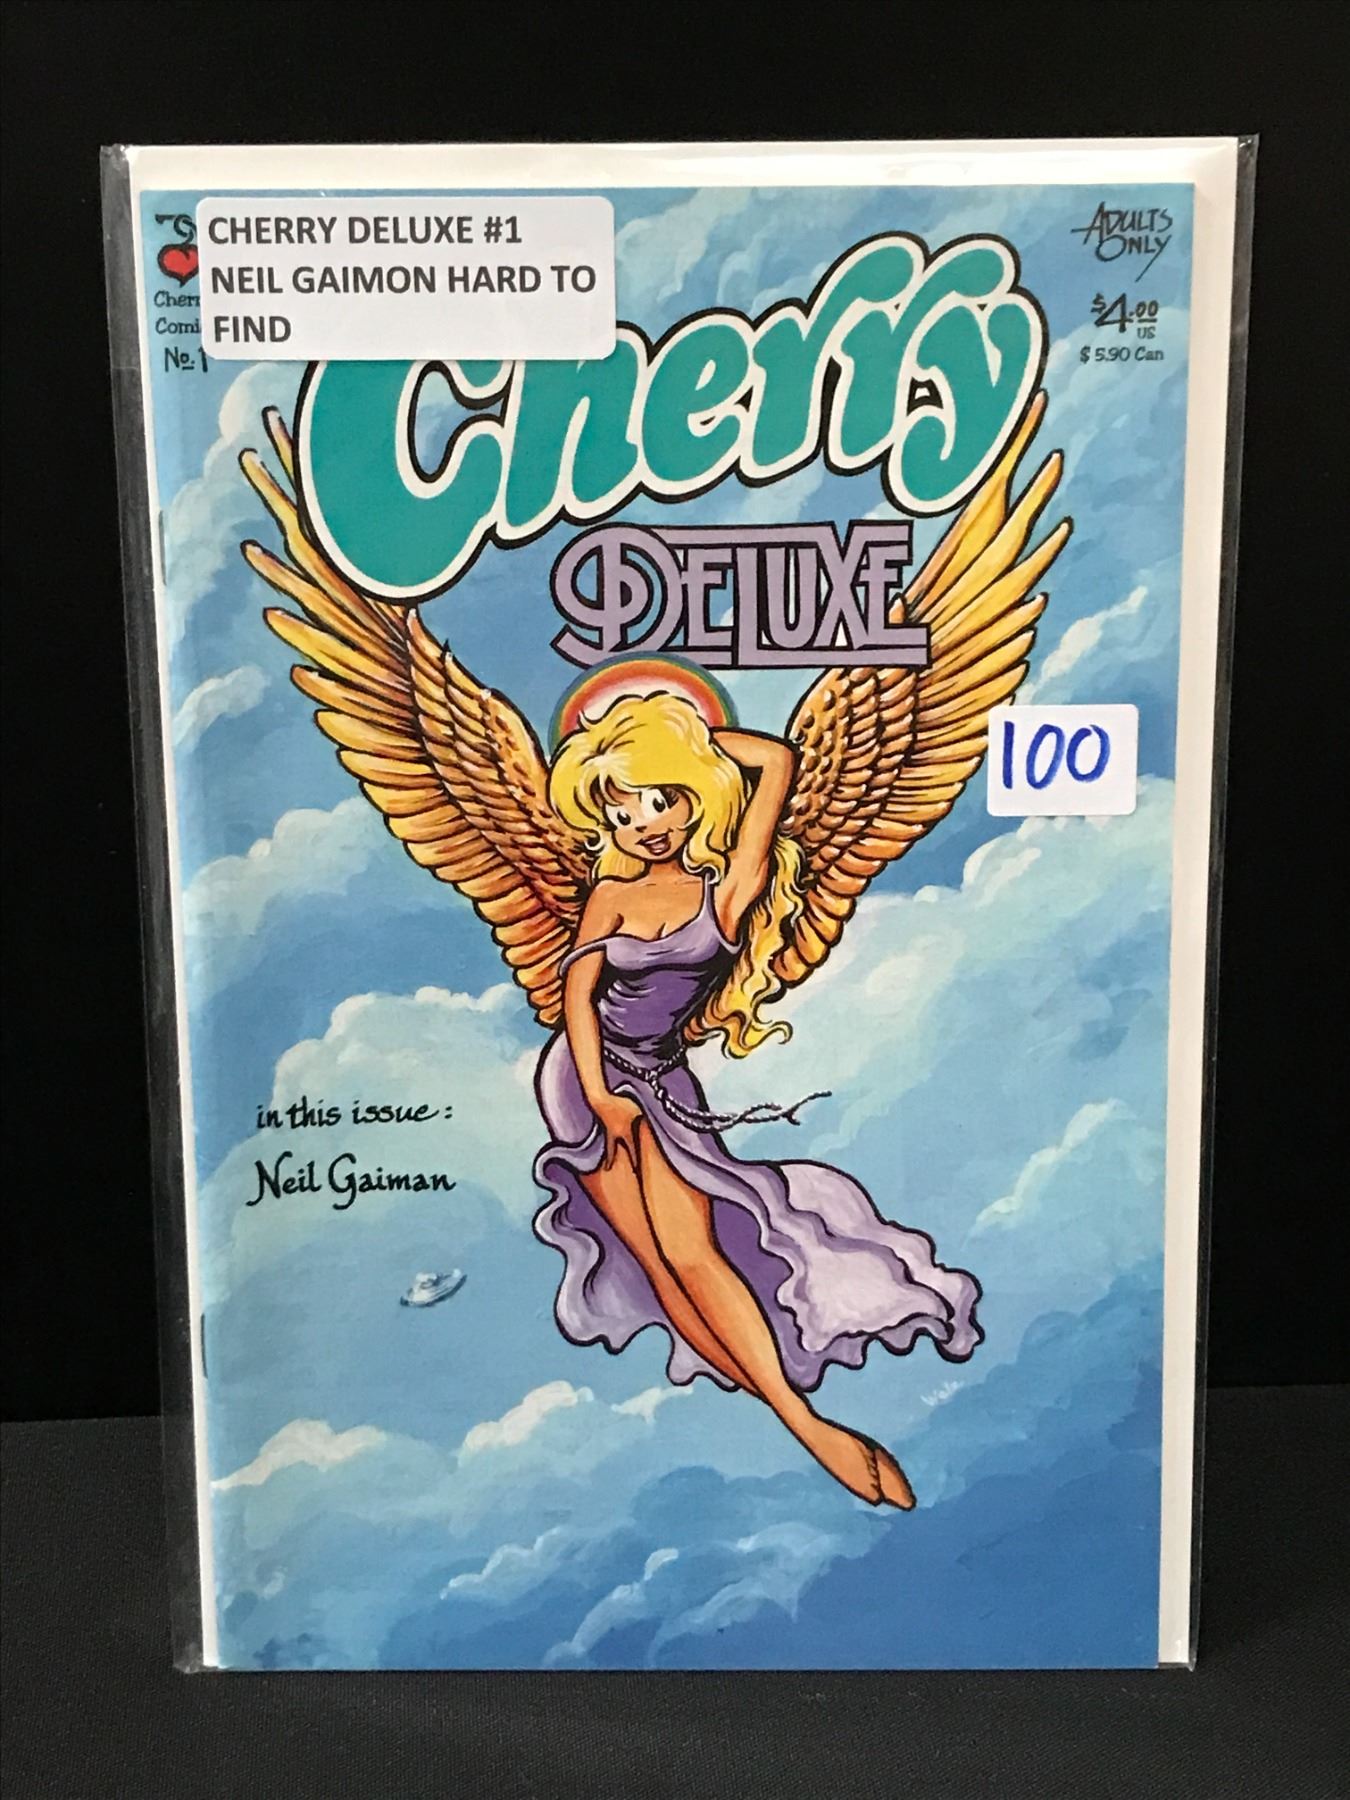 CHERRY DELUXE #1
NEIL GAIMON HARD TO
FIND
Comi
No. 1
ADULTS
ONLY
$4.00
US
$5.90 Can
Cherry
DELUXE
100
in this issue:
Neil Gaiman